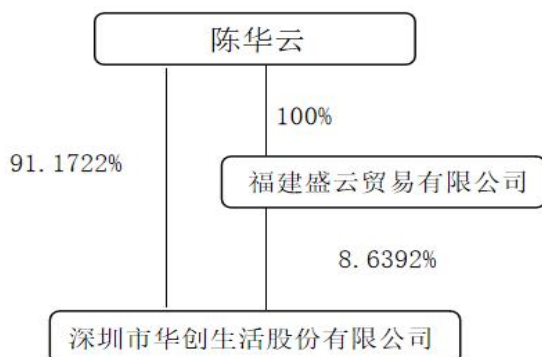 陈华云
100%
91.1722%
福建盛云贸易有限公司
8.6392%
深圳市华创生活股份有限公司